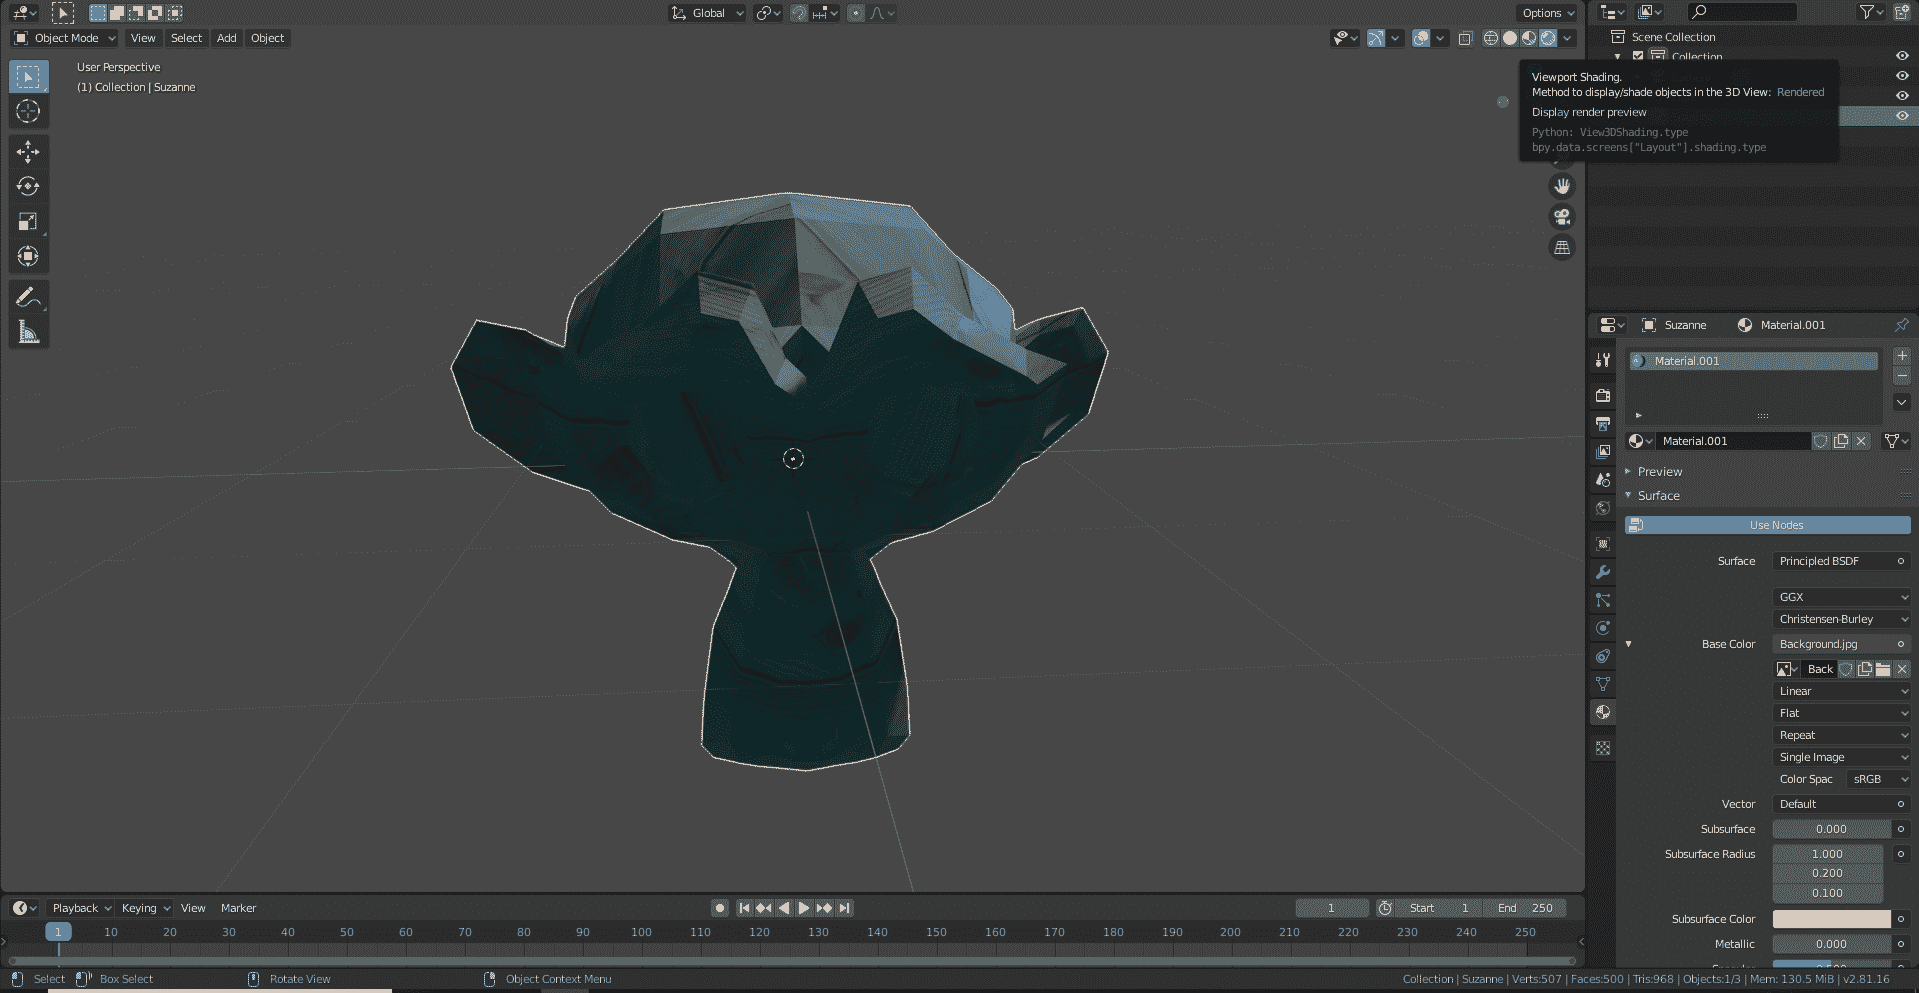 Global
Options
Object Mode
View
Select
Add
Object
User Perspective
(1) Collection | Suzanne
Scene Collection
Collection
Viewport Shading.
Method to display/shade objects in the 3D View: Rendered
Display render preview
Python: View3DShading.type
bpy.data.screens["Layout"].shading.type
Suzanne
Material.001
Material.001
Material.001
Preview
Surface
Use Nodes
Surface
Principled BSDF
GGX
Christensen-Burley
Base Color
Background.jpg
Back
Linear
Flat
Repeat
Single Image
Color Spac
sRGB
Vector
Default
Subsurface
0.000
Subsurface Radius
1.000
0.200
0.100
Subsurface Color
Metallic
0.000
Playback
Keying
View
Marker
1
Start 1
End 250
1 10 20 30 40 50 60 70 80 90 100 110 120 130 140 150 160 170 180 190 200 210 220 230 240 250
Select
Box Select
Rotate View
Object Context Menu
Collection | Suzanne | Verts:507 | Faces:500 | Tris:968 | Objects:1/3 | Mem: 130.5 MiB | v2.81.16